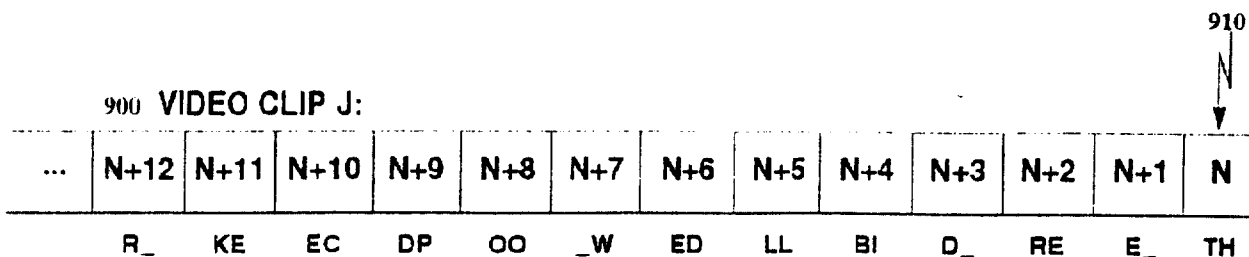 910
900 VIDEO CLIP J:
... N+12 N+11 N+10 N+9 N+8 N+7 N+6 N+5 N+4 N+3 N+2 N+1 N
R_ KE EC DP OO _W ED LL BI D_ RE E_ TH